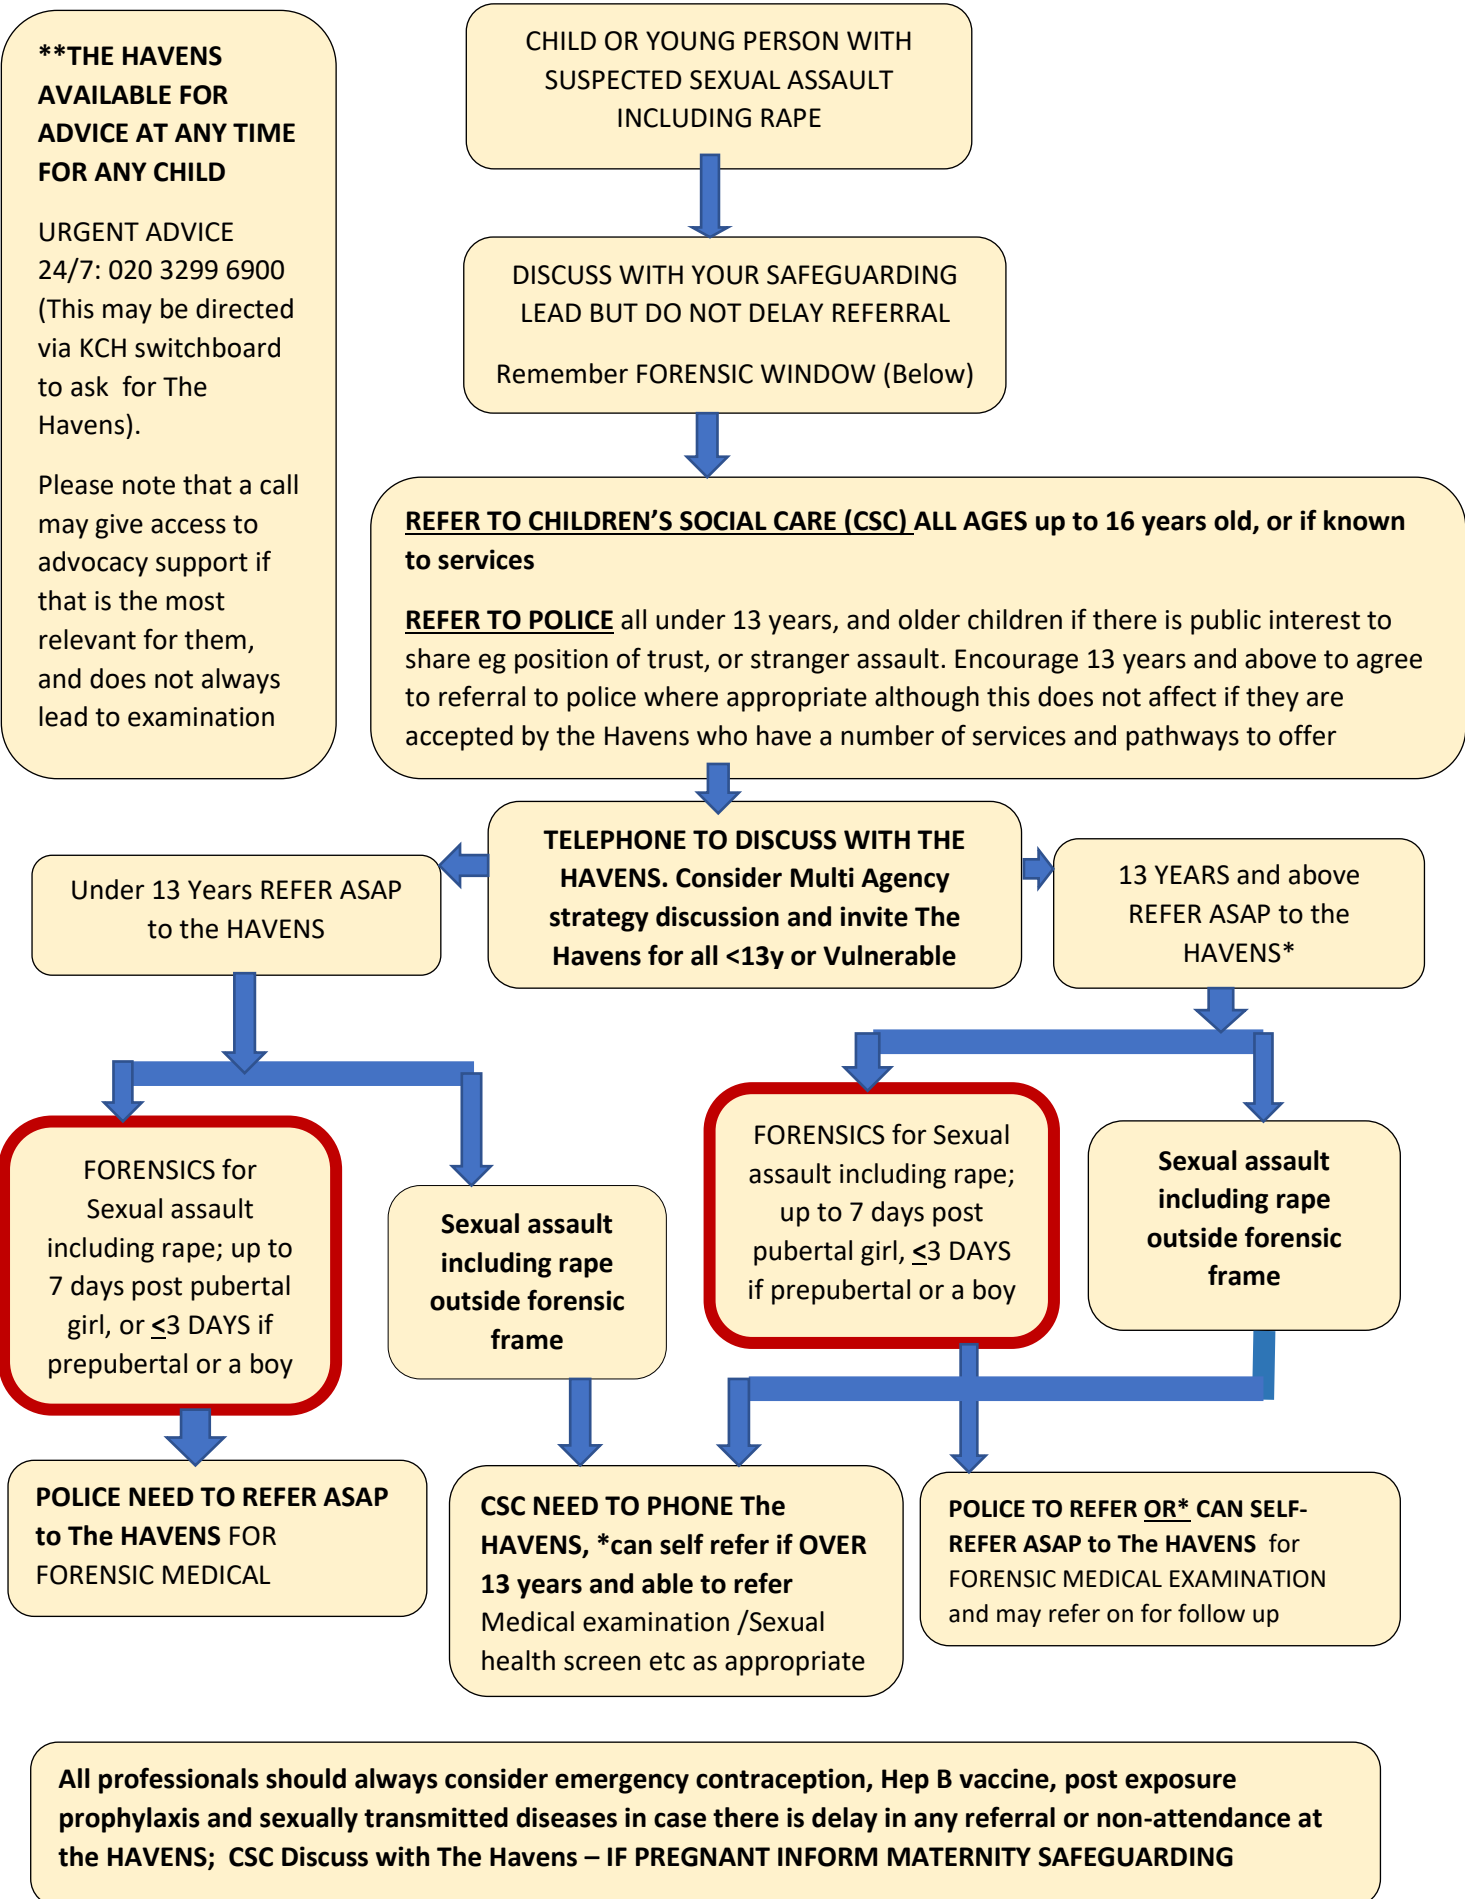 **THE HAVENS
AVAILABLE FOR
ADVICE AT ANY TIME
FOR ANY CHILD
URGENT ADVICE
24/7: 020 3299 6900
(This may be directed
via KCH switchboard
to ask  for The
Havens).
Please note that a call
may give access to
advocacy support if
that is the most
relevant for them,
and does not always
lead to examination
CHILD OR YOUNG PERSON WITH
SUSPECTED SEXUAL ASSAULT
INCLUDING RAPE
DISCUSS WITH YOUR SAFEGUARDING
LEAD BUT DO NOT DELAY REFERRAL
Remember FORENSIC WINDOW (Below)
REFER TO CHILDREN’S SOCIAL CARE (CSC) ALL AGES up to 16 years old, or if known
to services
REFER TO POLICE all under 13 years, and older children if there is public interest to
share eg position of trust, or stranger assault. Encourage 13 years and above to agree
to referral to police where appropriate although this does not affect if they are
accepted by the Havens who have a number of services and pathways to offer
TELEPHONE TO DISCUSS WITH THE
HAVENS. Consider Multi Agency
strategy discussion and invite The
Havens for all <13y or Vulnerable
Under 13 Years REFER ASAP
to the HAVENS
13 YEARS and above
REFER ASAP to the
HAVENS*
FORENSICS for
Sexual assault
including rape; up to
7 days post pubertal
girl, or <3 DAYS if
prepubertal or a boy
Sexual assault
including rape
outside forensic
frame
FORENSICS for Sexual
assault including rape;
up to 7 days post
pubertal girl, <3 DAYS
if prepubertal or a boy
Sexual assault
including rape
outside forensic
frame
POLICE NEED TO REFER ASAP
to The HAVENS FOR
FORENSIC MEDICAL
CSC NEED TO PHONE The
HAVENS, *can self refer if OVER
13 years and able to refer
Medical examination /Sexual
health screen etc as appropriate
POLICE TO REFER OR* CAN SELF-
REFER ASAP to The HAVENS  for
FORENSIC MEDICAL EXAMINATION
and may refer on for follow up
All professionals should always consider emergency contraception, Hep B vaccine, post exposure
prophylaxis and sexually transmitted diseases in case there is delay in any referral or non-attendance at
the HAVENS;  CSC Discuss with The Havens – IF PREGNANT INFORM MATERNITY SAFEGUARDING